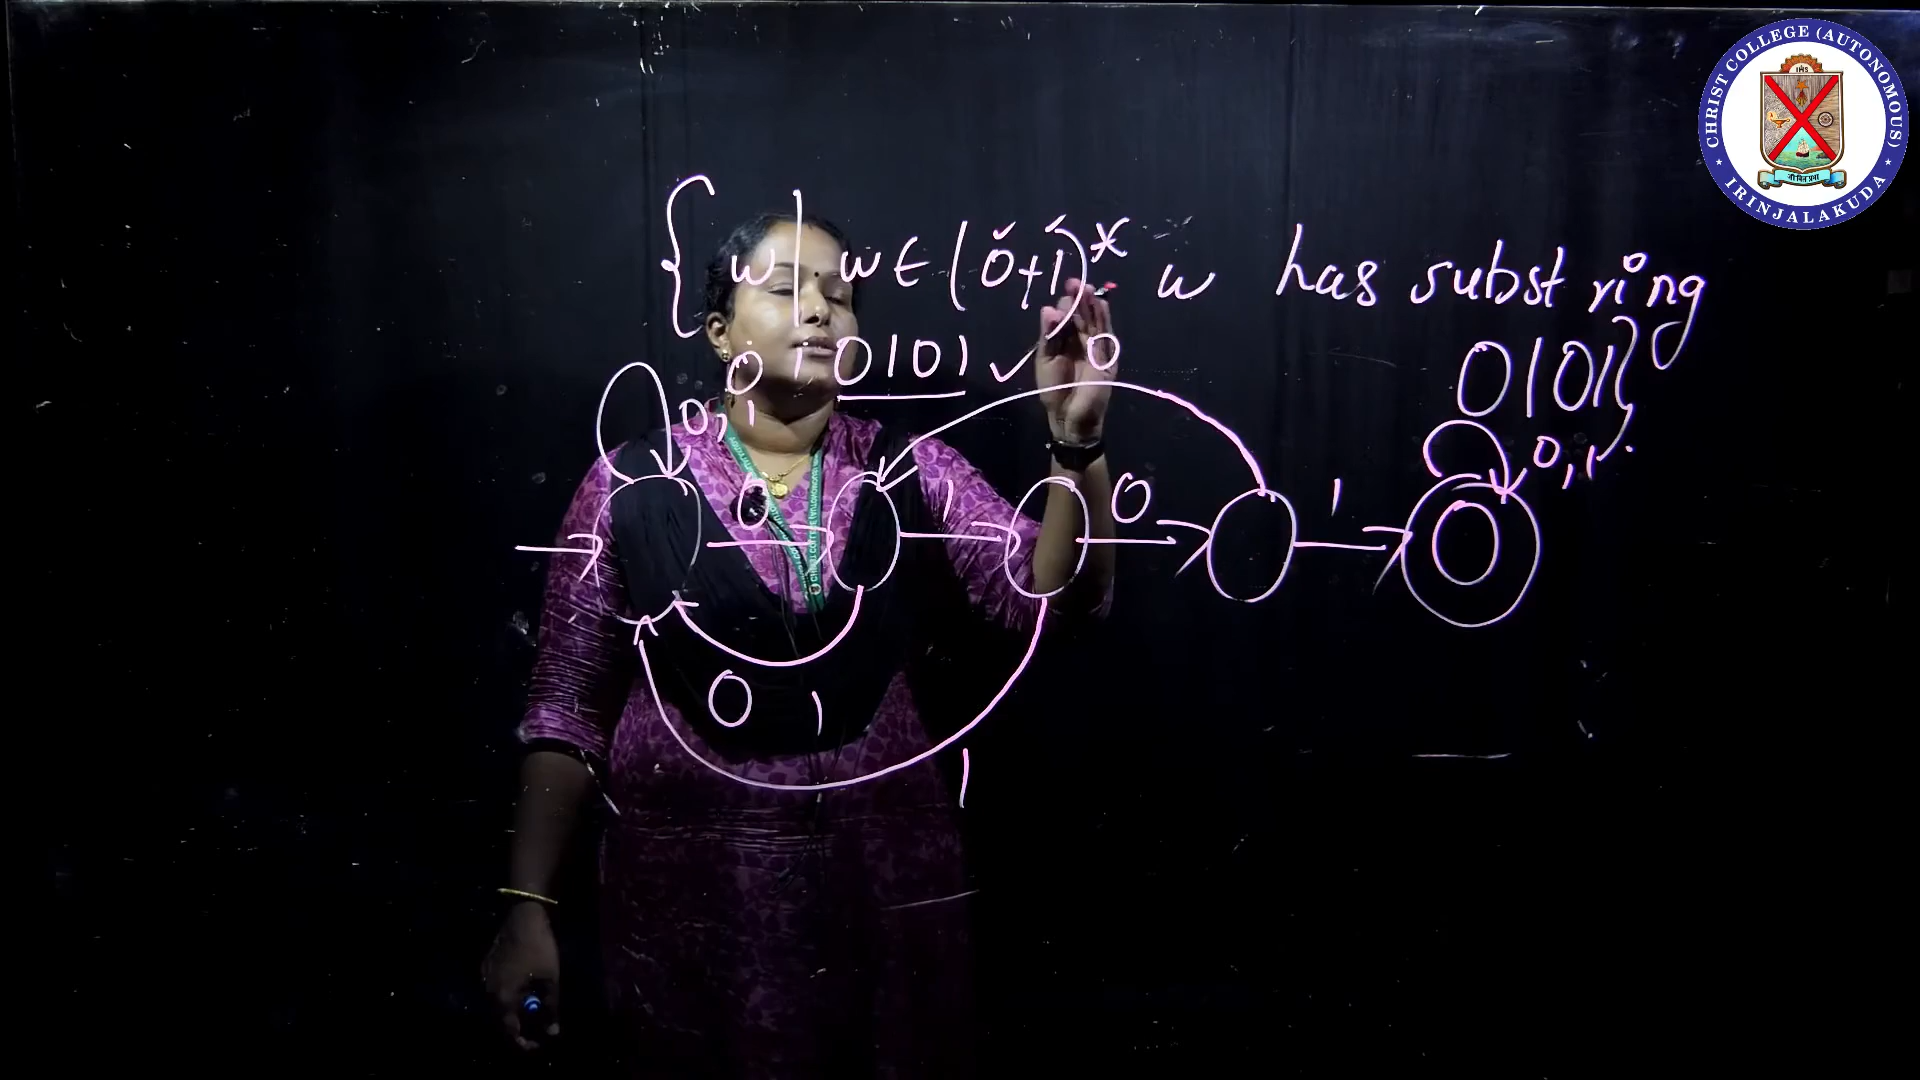 { w | w ∈ (0+1)* w has substring
0101}
0 1 0101 ✓
0
0,1
0,1
0
1
0
1
0
1
1
CHRIST COLLEGE (AUTONOMOUS)
IRINJALAKUDA
IHS